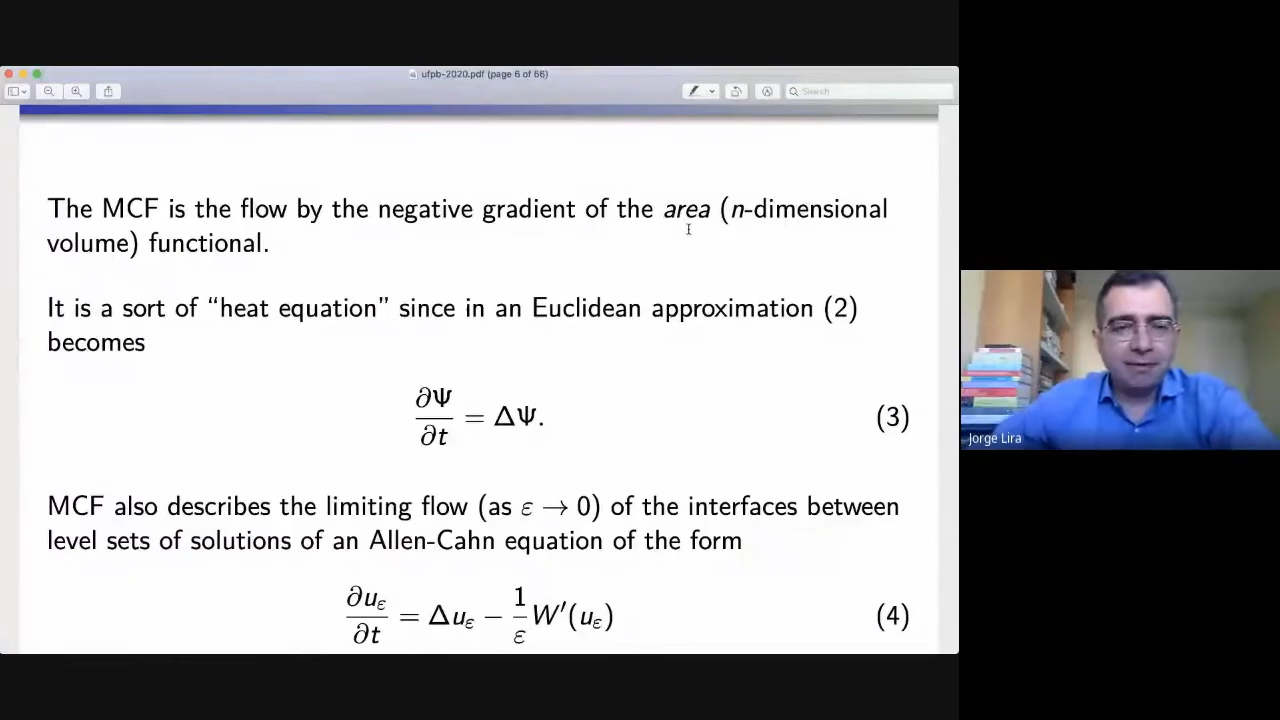 ufpb-2020.pdf (page 6 of 66)
Search
The MCF is the flow by the negative gradient of the area (n-dimensional
volume) functional.
It is a sort of “heat equation” since in an Euclidean approximation (2)
becomes
∂Ψ/∂t = ΔΨ. (3)
MCF also describes the limiting flow (as ε → 0) of the interfaces between
level sets of solutions of an Allen-Cahn equation of the form
∂uε/∂t = Δuε − 1/ε W′(uε) (4)
Jorge Lira